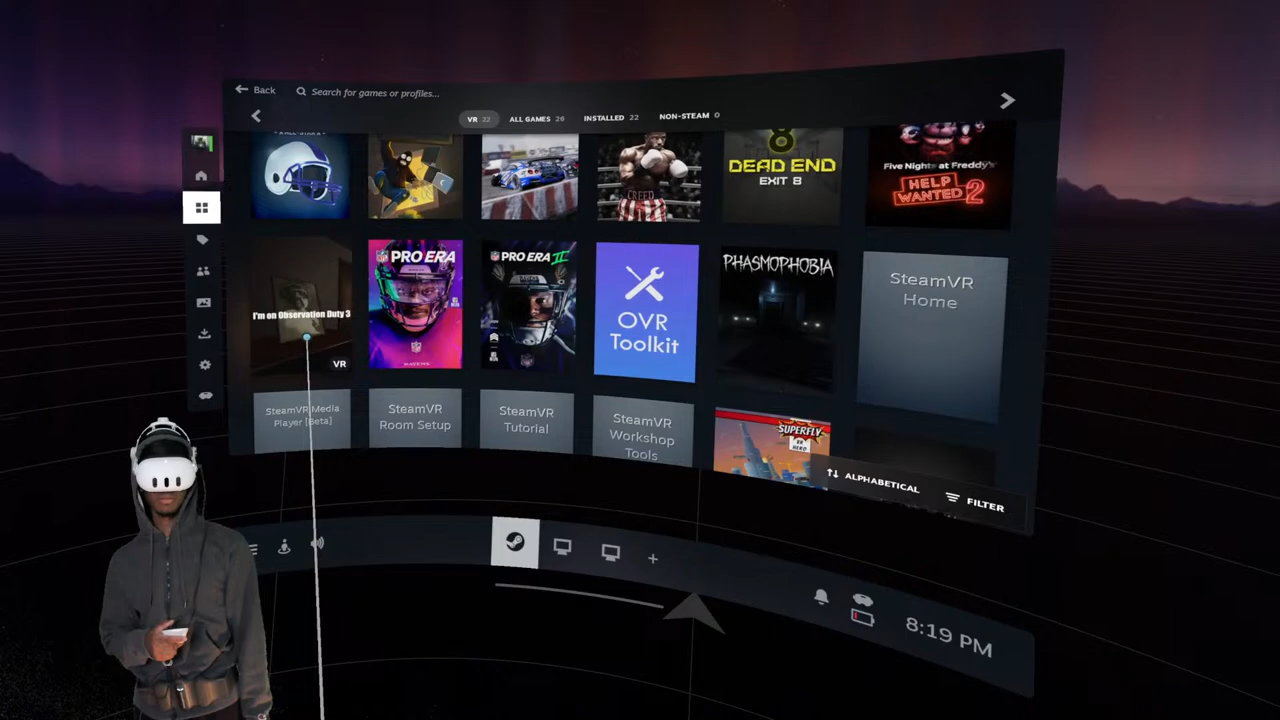 Back
Search for games or profiles...
VR 22
ALL GAMES 26
INSTALLED 22
NON-STEAM 0
CREED
8
DEAD END
EXIT 8
Five Nights at Freddy's
HELP
WANTED 2
I'm on Observation Duty 3
VR
PRO ERA
PRO ERA II
OVR
Toolkit
PHASMOPHOBIA
SteamVR
Home
SteamVR Media
Player [Beta]
SteamVR
Room Setup
SteamVR
Tutorial
SteamVR
Workshop
Tools
SUPERFLY
ALPHABETICAL
FILTER
8:19 PM